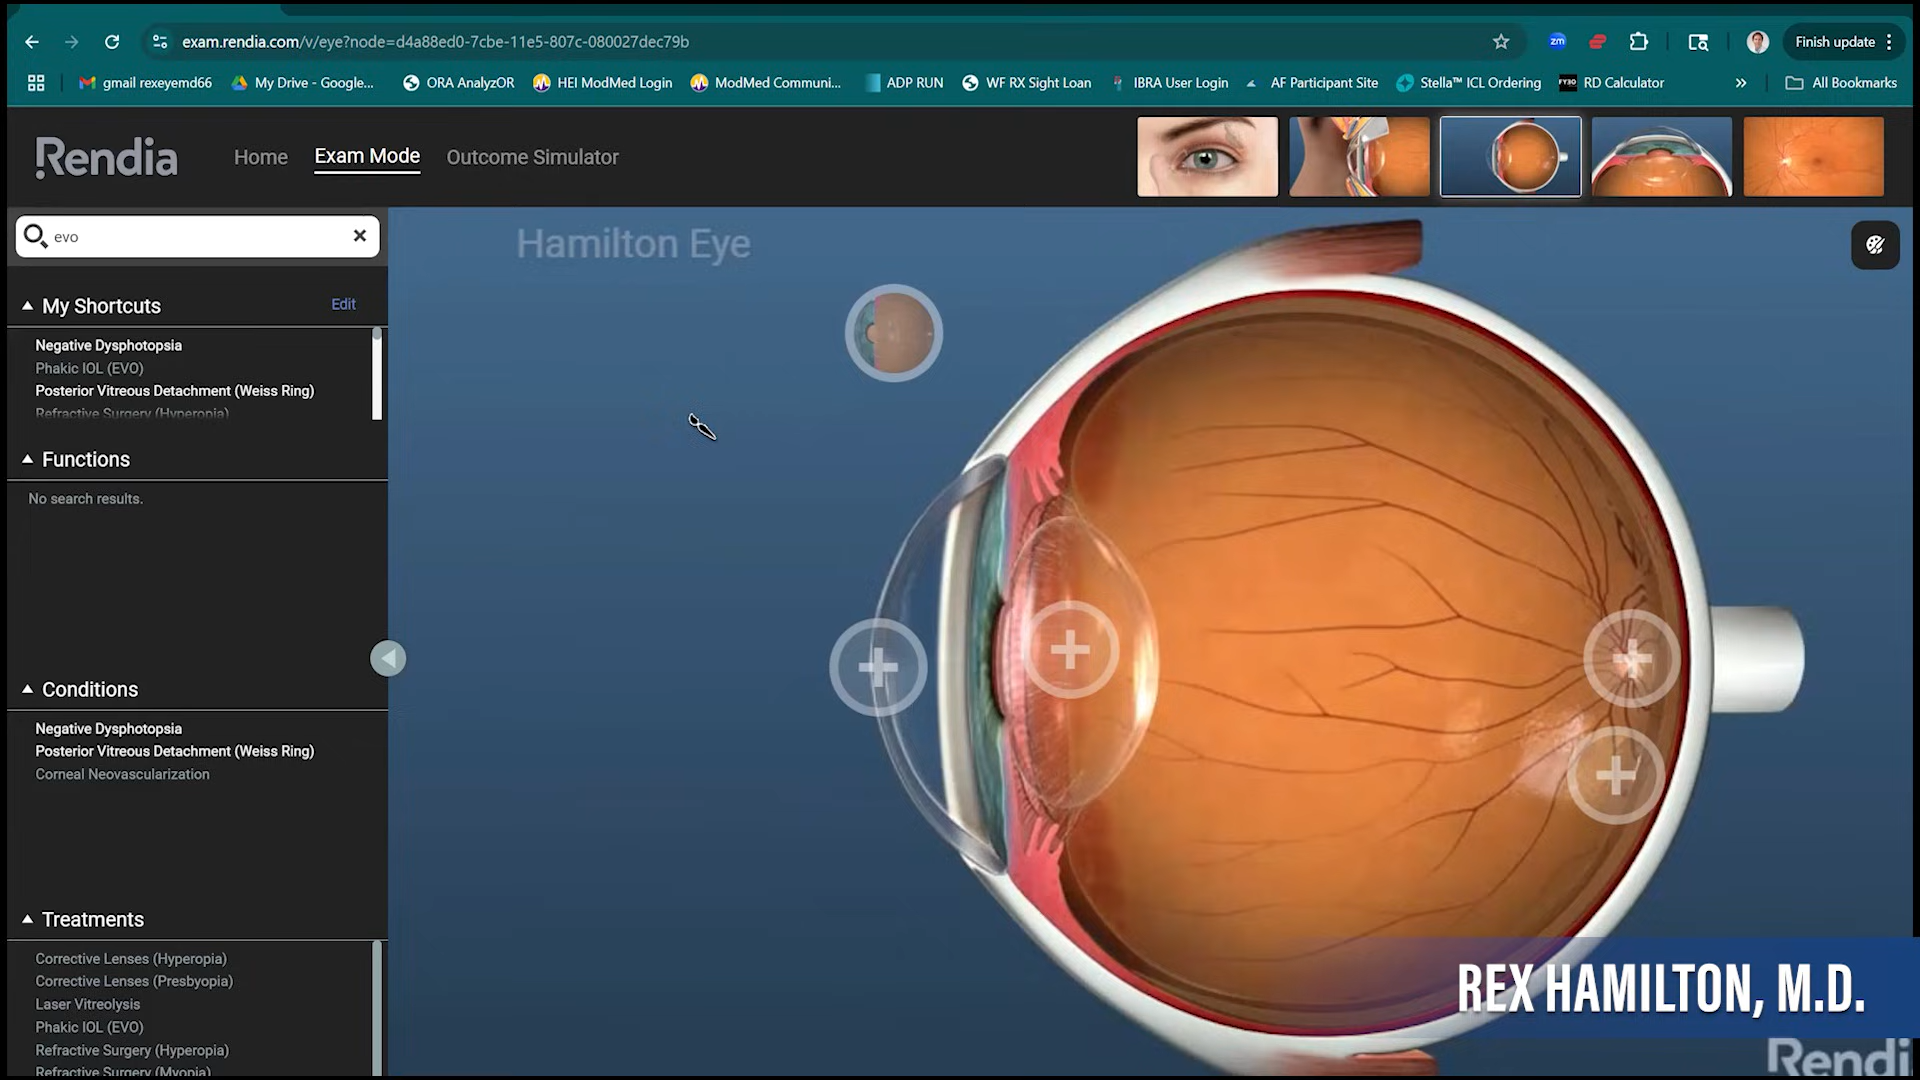 exam.rendia.com/v/eye?node=d4a88ed0-7cbe-11e5-807c-080027dec79b
zm
Finish update
gmail rexeyemd66
My Drive - Google...
ORA AnalyzOR
HEI ModMed Login
ModMed Communi...
ADP RUN
WF RX Sight Loan
IBRA User Login
AF Participant Site
Stella™ ICL Ordering
RD Calculator
»
All Bookmarks
Rendia
Home
Exam Mode
Outcome Simulator
evo
Hamilton Eye
My Shortcuts
Edit
Negative Dysphotopsia
Phakic IOL (EVO)
Posterior Vitreous Detachment (Weiss Ring)
Refractive Surgery (Hyperopia)
Functions
No search results.
Conditions
Negative Dysphotopsia
Posterior Vitreous Detachment (Weiss Ring)
Corneal Neovascularization
Treatments
Corrective Lenses (Hyperopia)
Corrective Lenses (Presbyopia)
Laser Vitreolysis
Phakic IOL (EVO)
Refractive Surgery (Hyperopia)
Refractive Surgery (Myopia)
REX HAMILTON, M.D.
Rendi